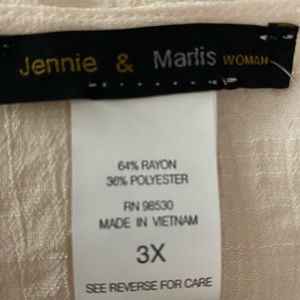 Jennie & Marlis WOMAN
64% RAYON
36% POLYESTER
RN 98530
MADE IN VIETNAM
3X
SEE REVERSE FOR CARE